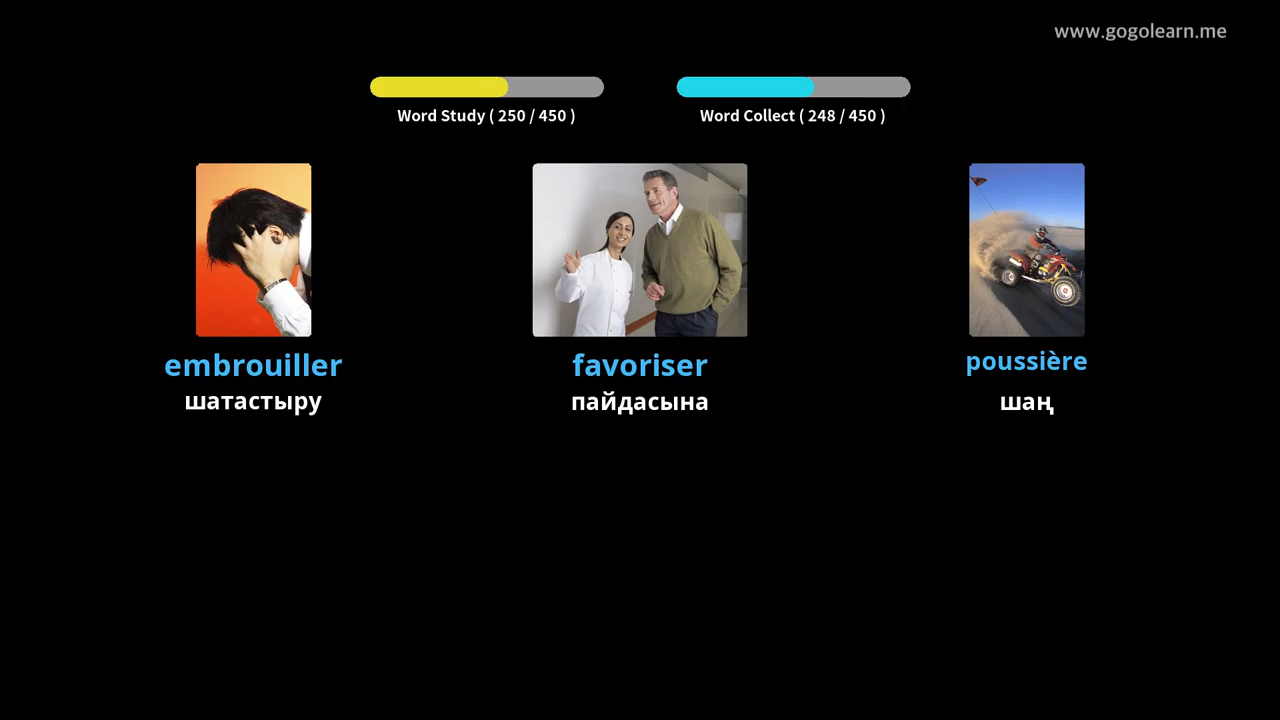 www.gogolearn.me
Word Study ( 250 / 450 )
Word Collect ( 248 / 450 )
embrouiller
шатастыру
favoriser
пайдасына
poussière
шаң